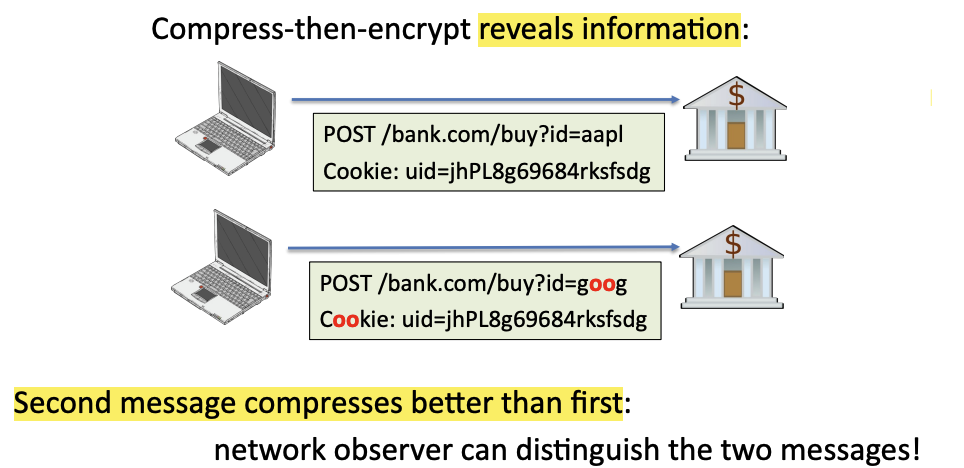 Compress-then-encrypt reveals information:
$
POST /bank.com/buy?id=aapl
Cookie: uid=jhPL8g69684rksfsdg
$
POST /bank.com/buy?id=goog
Cookie: uid=jhPL8g69684rksfsdg
Second message compresses better than first:
network observer can distinguish the two messages!